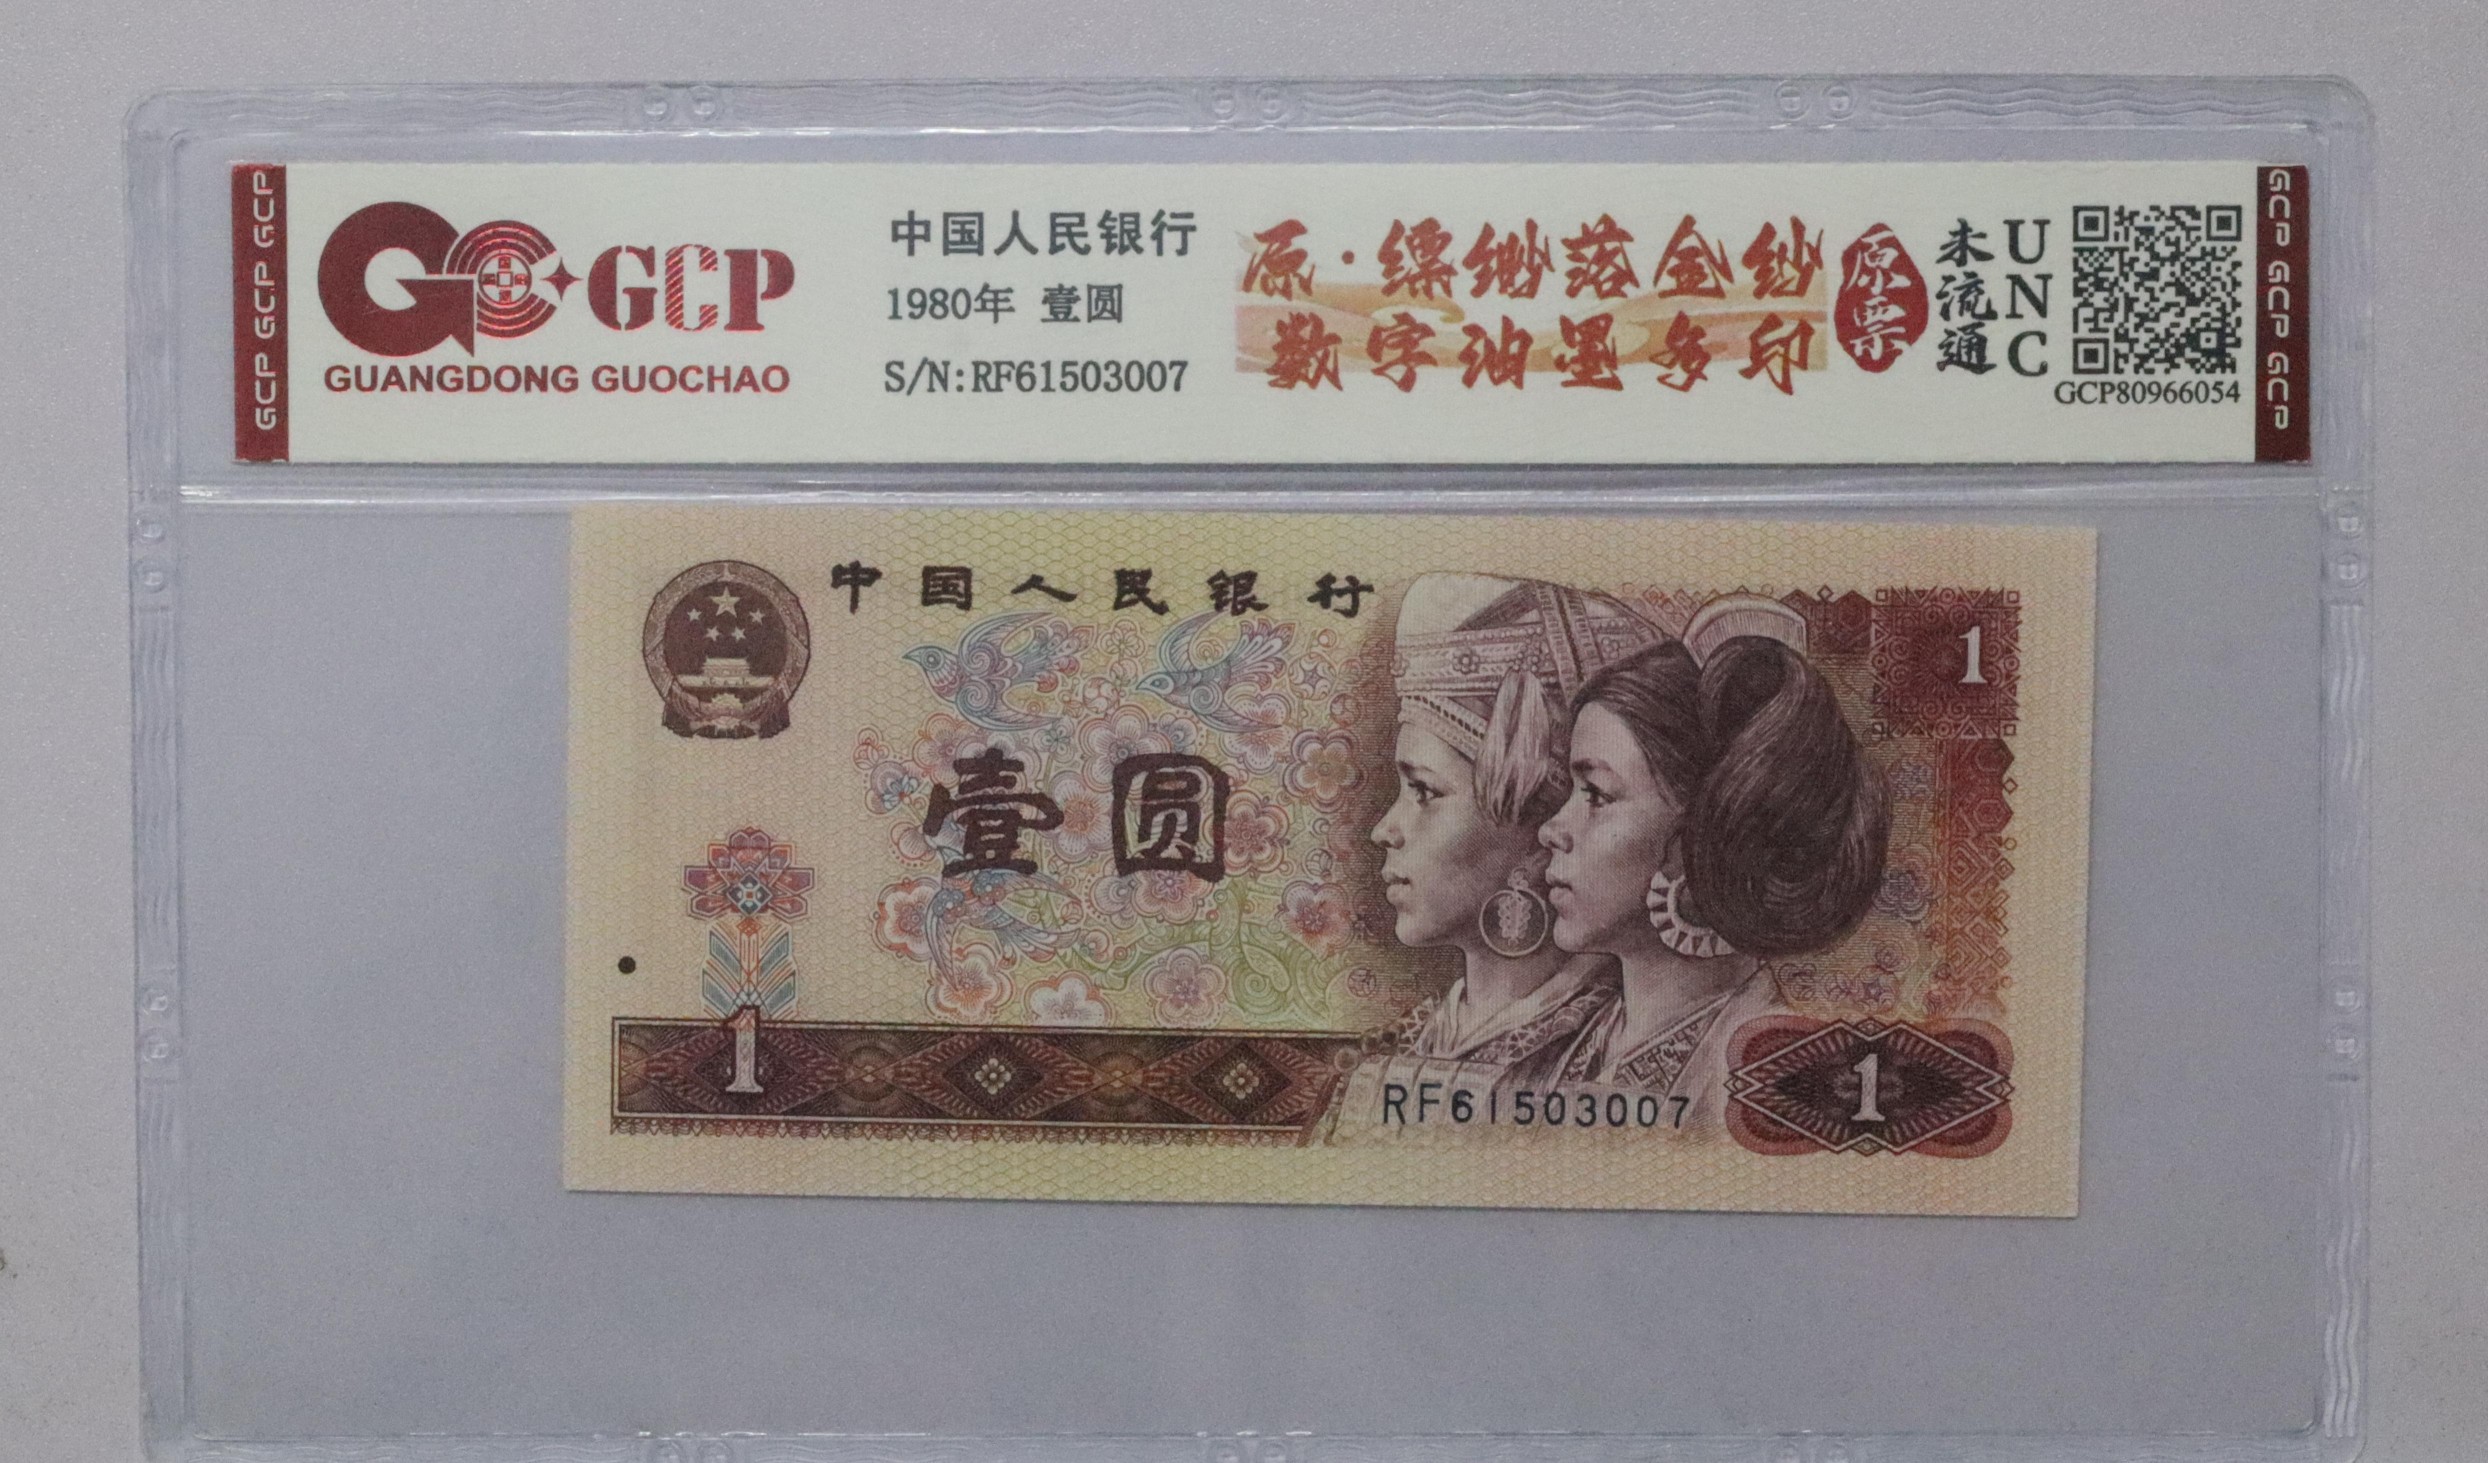 GCP GCP GCP
GCP
GUANGDONG GUOCHAO
中国人民银行
1980年 壹圆
S/N:RF61503007
原·缥缈落金纱
数字油墨多印
原票
未流通
UNC
GCP80966054
GCP GCP GCP
中国人民银行
1
壹圆
1
RF61503007
1